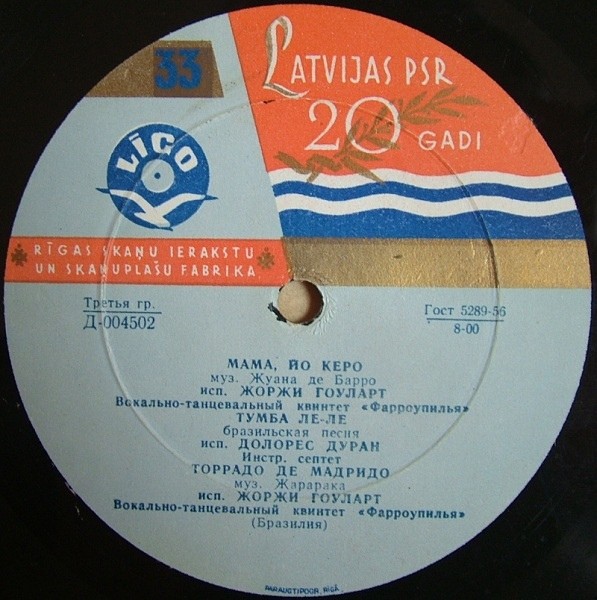 33
LATVIJAS PSR
20 GADI
LĪGO
RĪGAS SKAŅU IERAKSTU
UN SKAŅUPLAŠU FABRIKA
Третья гр.
Д-004502
Гост 5289-56
8-00
МАМА, ЙО КЕРО
муз. Жуана де Барро
исп. ЖОРЖИ ГОУЛАРТ
Вокально-танцевальный квинтет «Фарроупилья»
ТУМБА ЛЕ-ЛЕ
бразильская песня
исп. ДОЛОРЕС ДУРАН
Инстр. септет
ТОРРАДО ДЕ МАДРИДО
муз. Жарарака
исп. ЖОРЖИ ГОУЛАРТ
Вокально-танцевальный квинтет «Фарроупилья»
(Бразилия)
PARAUGTIPOGR. RĪGĀ